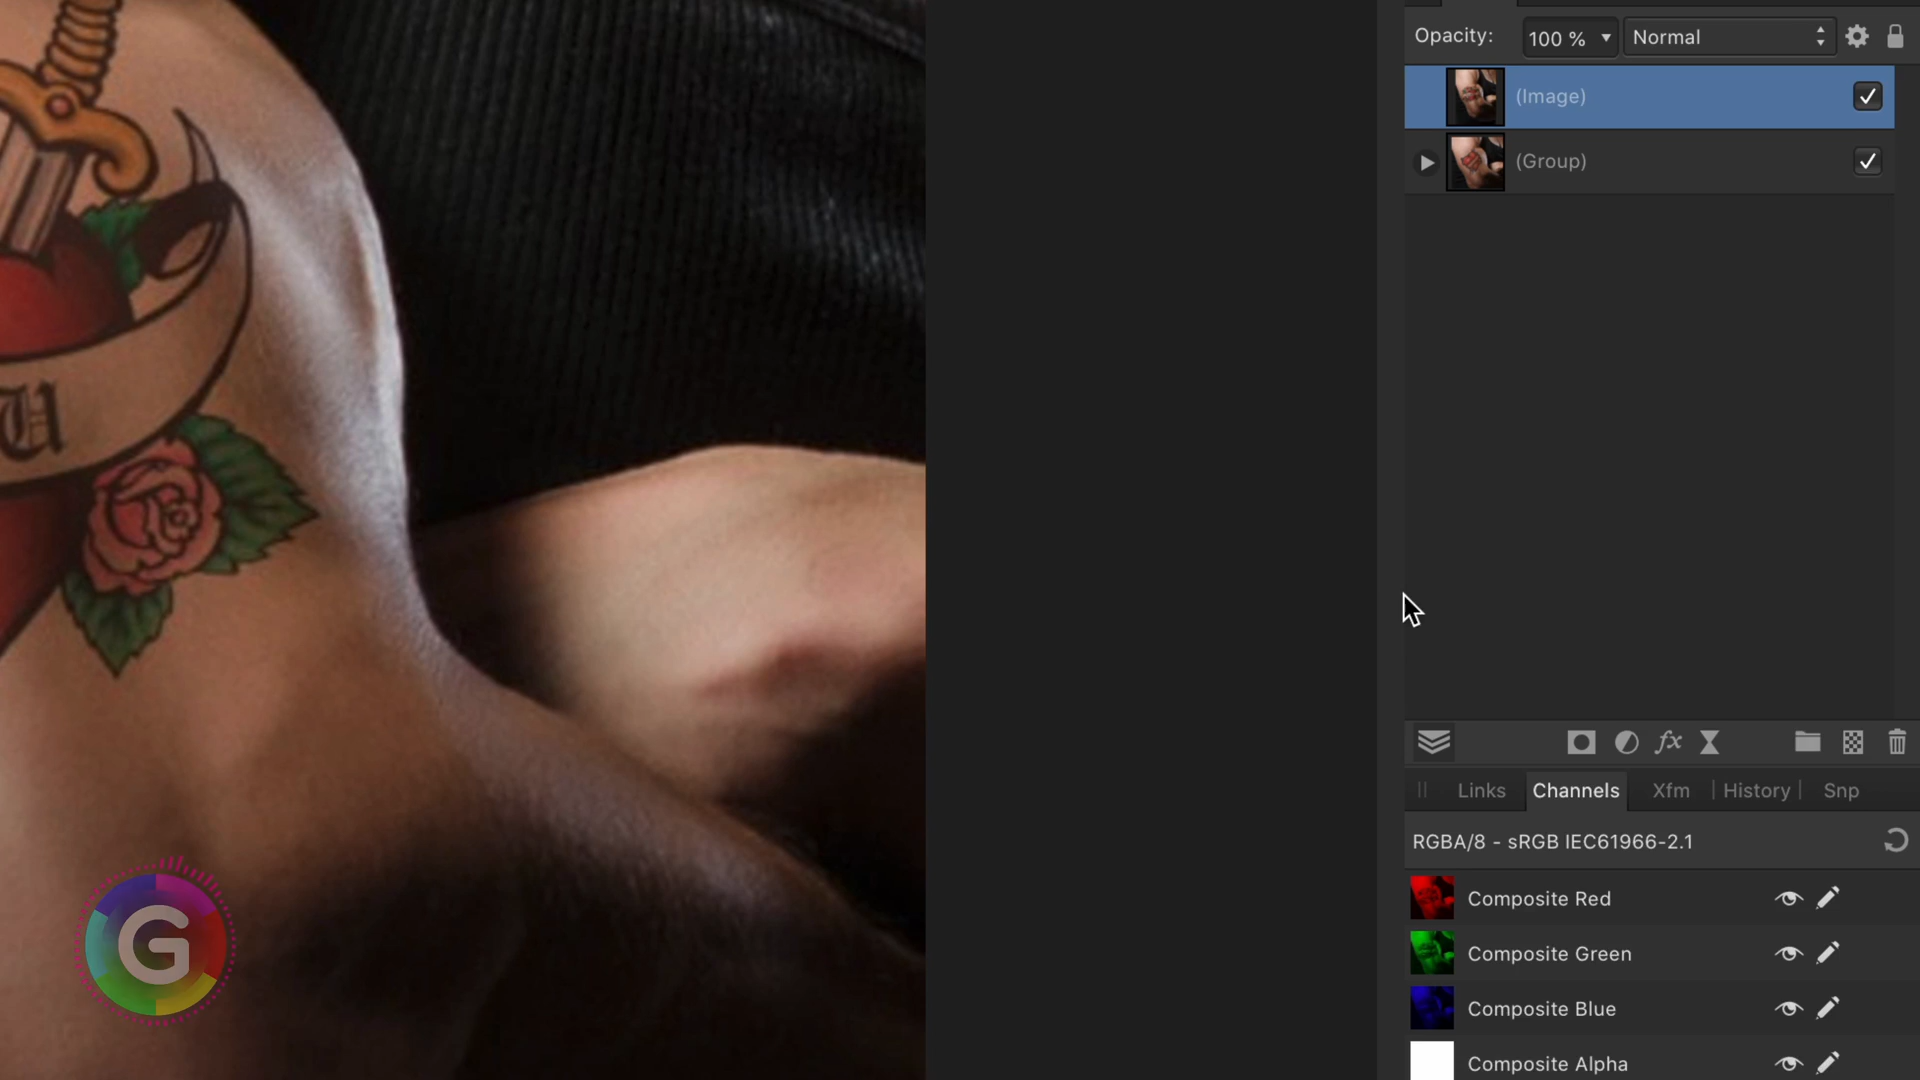 Opacity: 100 % Normal
(Image)
(Group)
U
fx
Links Channels Xfm History Snp
RGBA/8 - sRGB IEC61966-2.1
Composite Red
Composite Green
Composite Blue
Composite Alpha
G